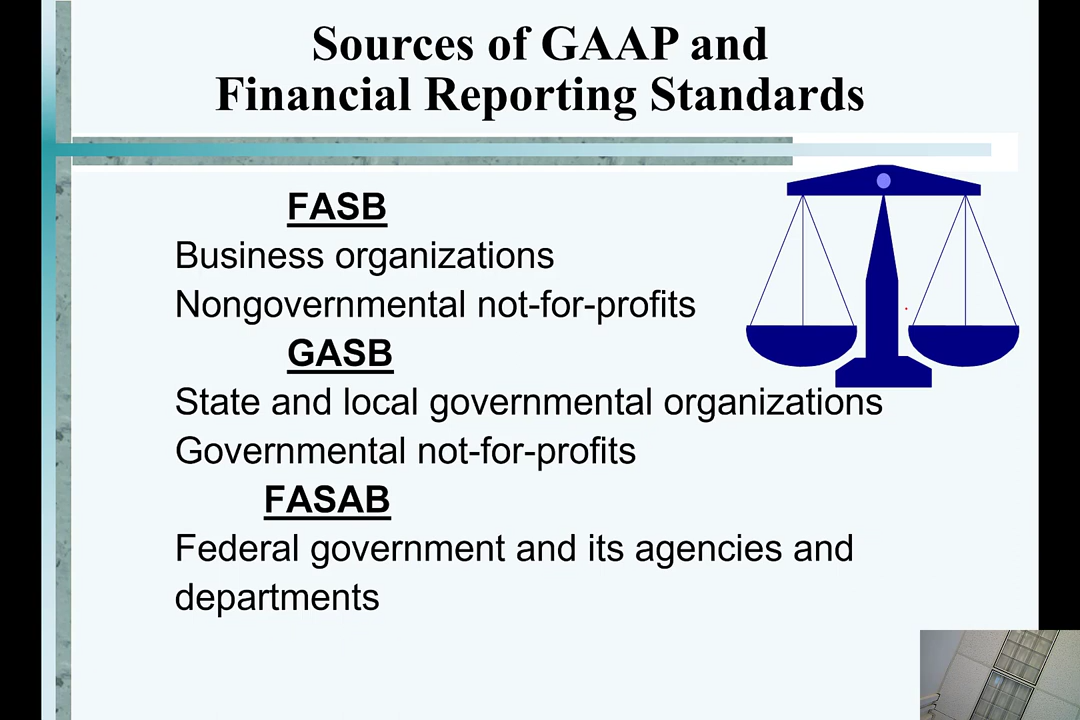 Sources of GAAP and
Financial Reporting Standards
FASB
Business organizations
Nongovernmental not-for-profits
GASB
State and local governmental organizations
Governmental not-for-profits
FASAB
Federal government and its agencies and
departments